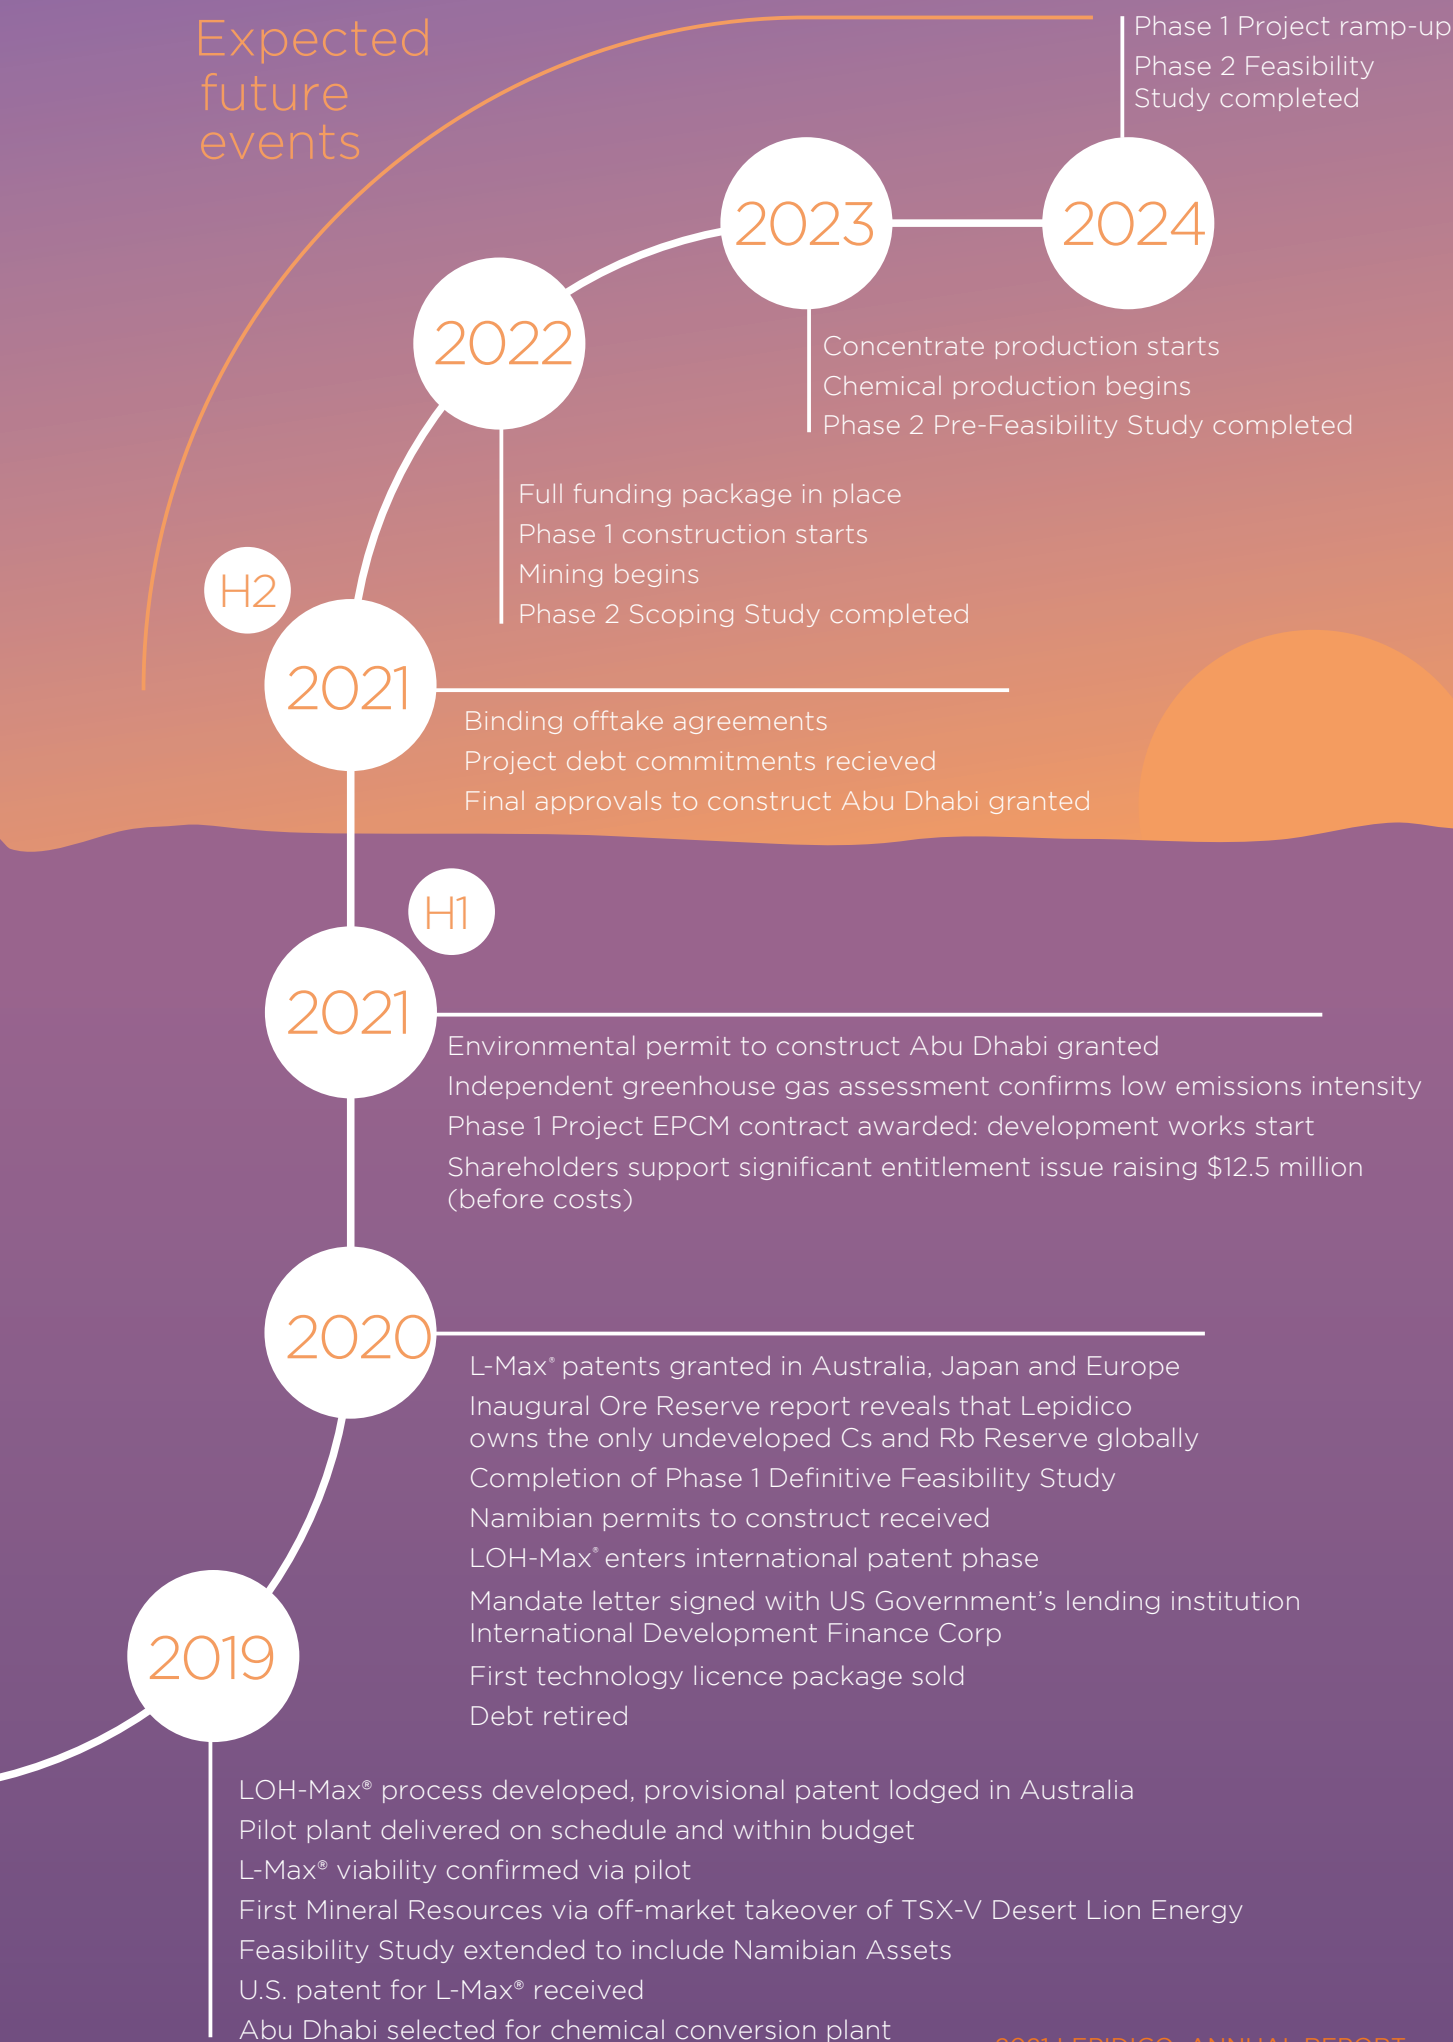 Expected
future
events
Phase 1 Project ramp-up
Phase 2 Feasibility
Study completed
2024
2023
Concentrate production starts
Chemical production begins
Phase 2 Pre-Feasibility Study completed
2022
Full funding package in place
Phase 1 construction starts
Mining begins
Phase 2 Scoping Study completed
H2
2021
Binding offtake agreements
Project debt commitments recieved
Final approvals to construct Abu Dhabi granted
H1
2021
Environmental permit to construct Abu Dhabi granted
Independent greenhouse gas assessment confirms low emissions intensity
Phase 1 Project EPCM contract awarded: development works start
Shareholders support significant entitlement issue raising $12.5 million
(before costs)
2020
L-Max® patents granted in Australia, Japan and Europe
Inaugural Ore Reserve report reveals that Lepidico
owns the only undeveloped Cs and Rb Reserve globally
Completion of Phase 1 Definitive Feasibility Study
Namibian permits to construct received
LOH-Max® enters international patent phase
Mandate letter signed with US Government's lending institution
International Development Finance Corp
First technology licence package sold
Debt retired
2019
LOH-Max® process developed, provisional patent lodged in Australia
Pilot plant delivered on schedule and within budget
L-Max® viability confirmed via pilot
First Mineral Resources via off-market takeover of TSX-V Desert Lion Energy
Feasibility Study extended to include Namibian Assets
U.S. patent for L-Max® received
Abu Dhabi selected for chemical conversion plant
2021 LEPIDICO ANNUAL REPORT